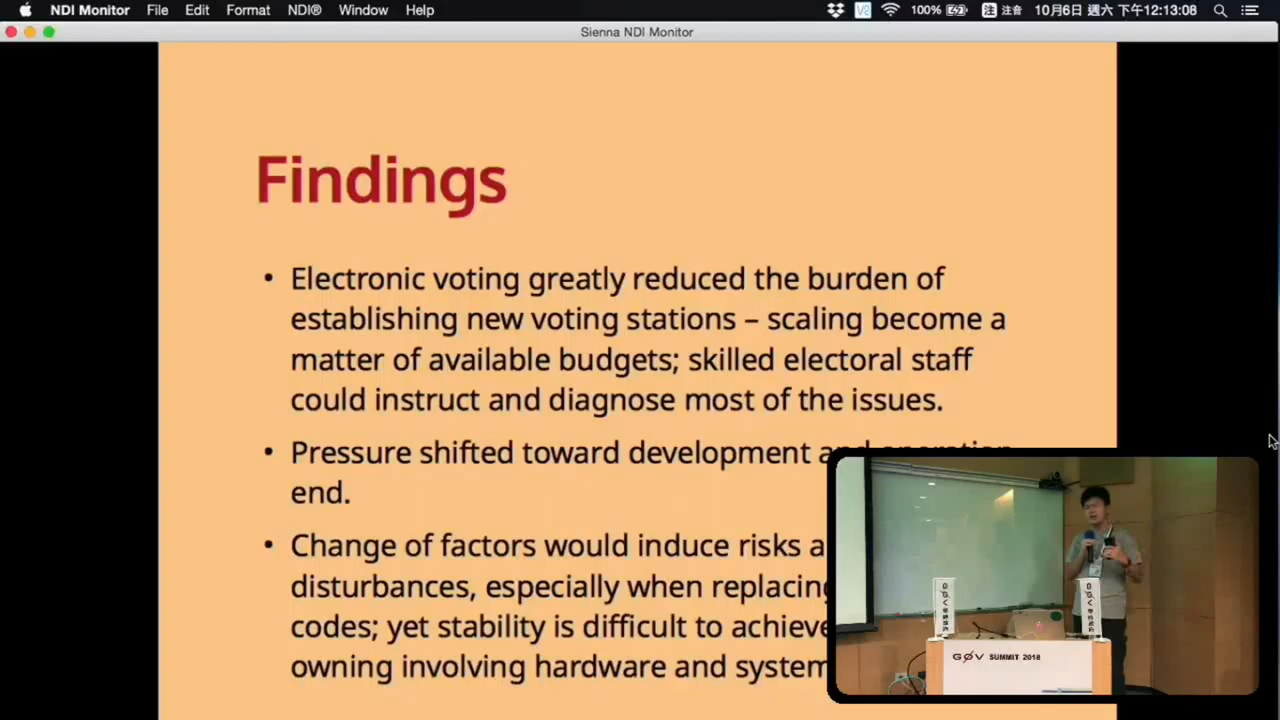 NDI Monitor File Edit Format NDI® Window Help 100% 注 注音 10月6日 週六 下午12:13:08
Sienna NDI Monitor
Findings
• Electronic voting greatly reduced the burden of
establishing new voting stations – scaling become a
matter of available budgets; skilled electoral staff
could instruct and diagnose most of the issues.
• Pressure shifted toward development and operation
end.
• Change of factors would induce risks
disturbances, especially when replacing
codes; yet stability is difficult to achieve
owning involving hardware and system
GØV SUMMIT 2018